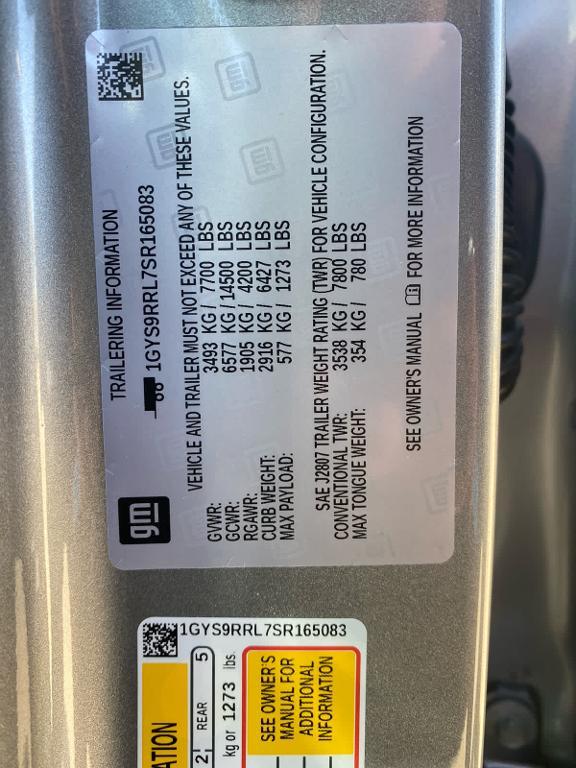 gm
TRAILERING INFORMATION
1GYS9RRL7SR165083
VEHICLE AND TRAILER MUST NOT EXCEED ANY OF THESE VALUES.
GVWR: 3493 KG / 7700 LBS
GCWR: 6577 KG / 14500 LBS
RGAWR: 1905 KG / 4200 LBS
CURB WEIGHT: 2916 KG / 6427 LBS
MAX PAYLOAD: 577 KG / 1273 LBS
SAE J2807 TRAILER WEIGHT RATING (TWR) FOR VEHICLE CONFIGURATION.
CONVENTIONAL TWR: 3538 KG / 7800 LBS
MAX TONGUE WEIGHT: 354 KG / 780 LBS
SEE OWNER'S MANUAL FOR MORE INFORMATION
1GYS9RRL7SR165083
REAR 5
kg or 1273 lbs.
SEE OWNER'S
MANUAL FOR
ADDITIONAL
INFORMATION